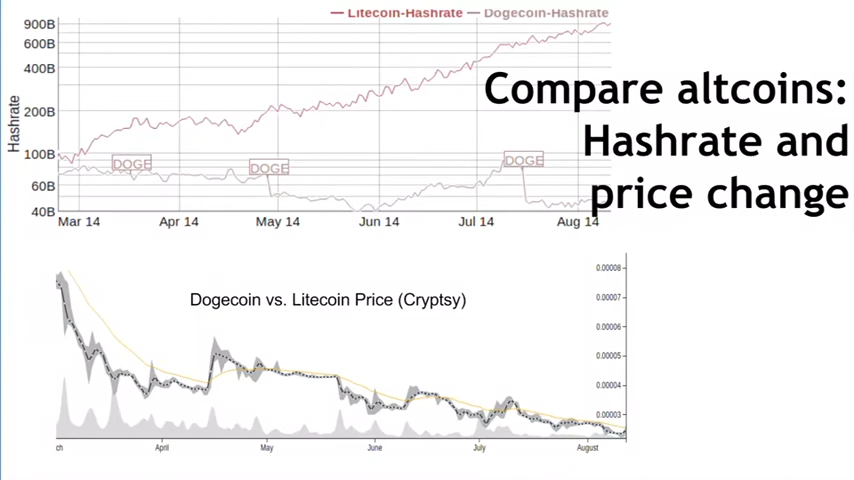 Litecoin-Hashrate Dogecoin-Hashrate
900B
600B
400B
200B
100B
60B
40B
Hashrate
DOGE
DOGE
DOGE
Mar 14 Apr 14 May 14 Jun 14 Jul 14 Aug 14
Compare altcoins:
Hashrate and
price change
Dogecoin vs. Litecoin Price (Cryptsy)
0.00008
0.00007
0.00006
0.00005
0.00004
0.00003
ch April May June July August